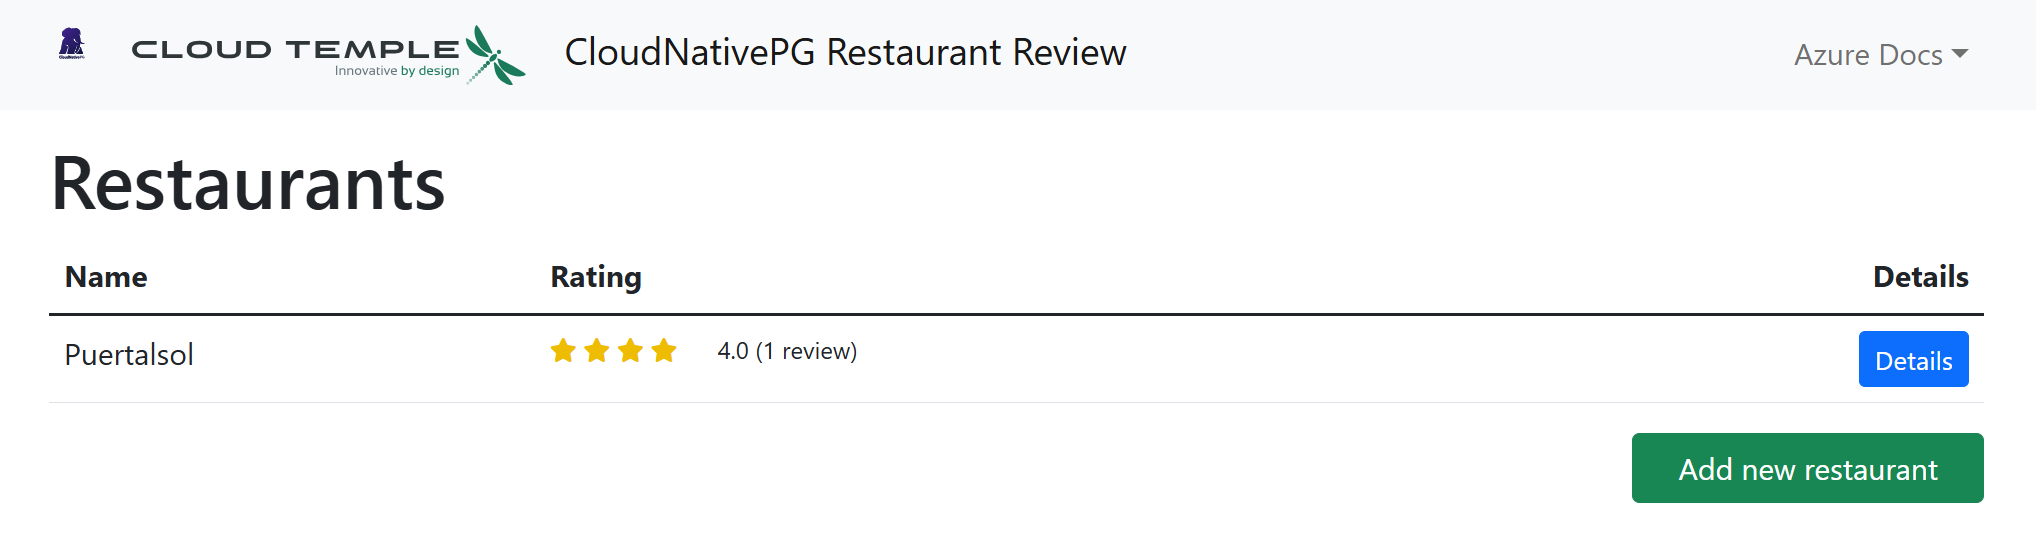 CloudNativePG
CLOUD TEMPLE
Innovative by design
CloudNativePG Restaurant Review
Azure Docs
Restaurants
Name Rating Details
Puertalsol 4.0 (1 review) Details
Add new restaurant